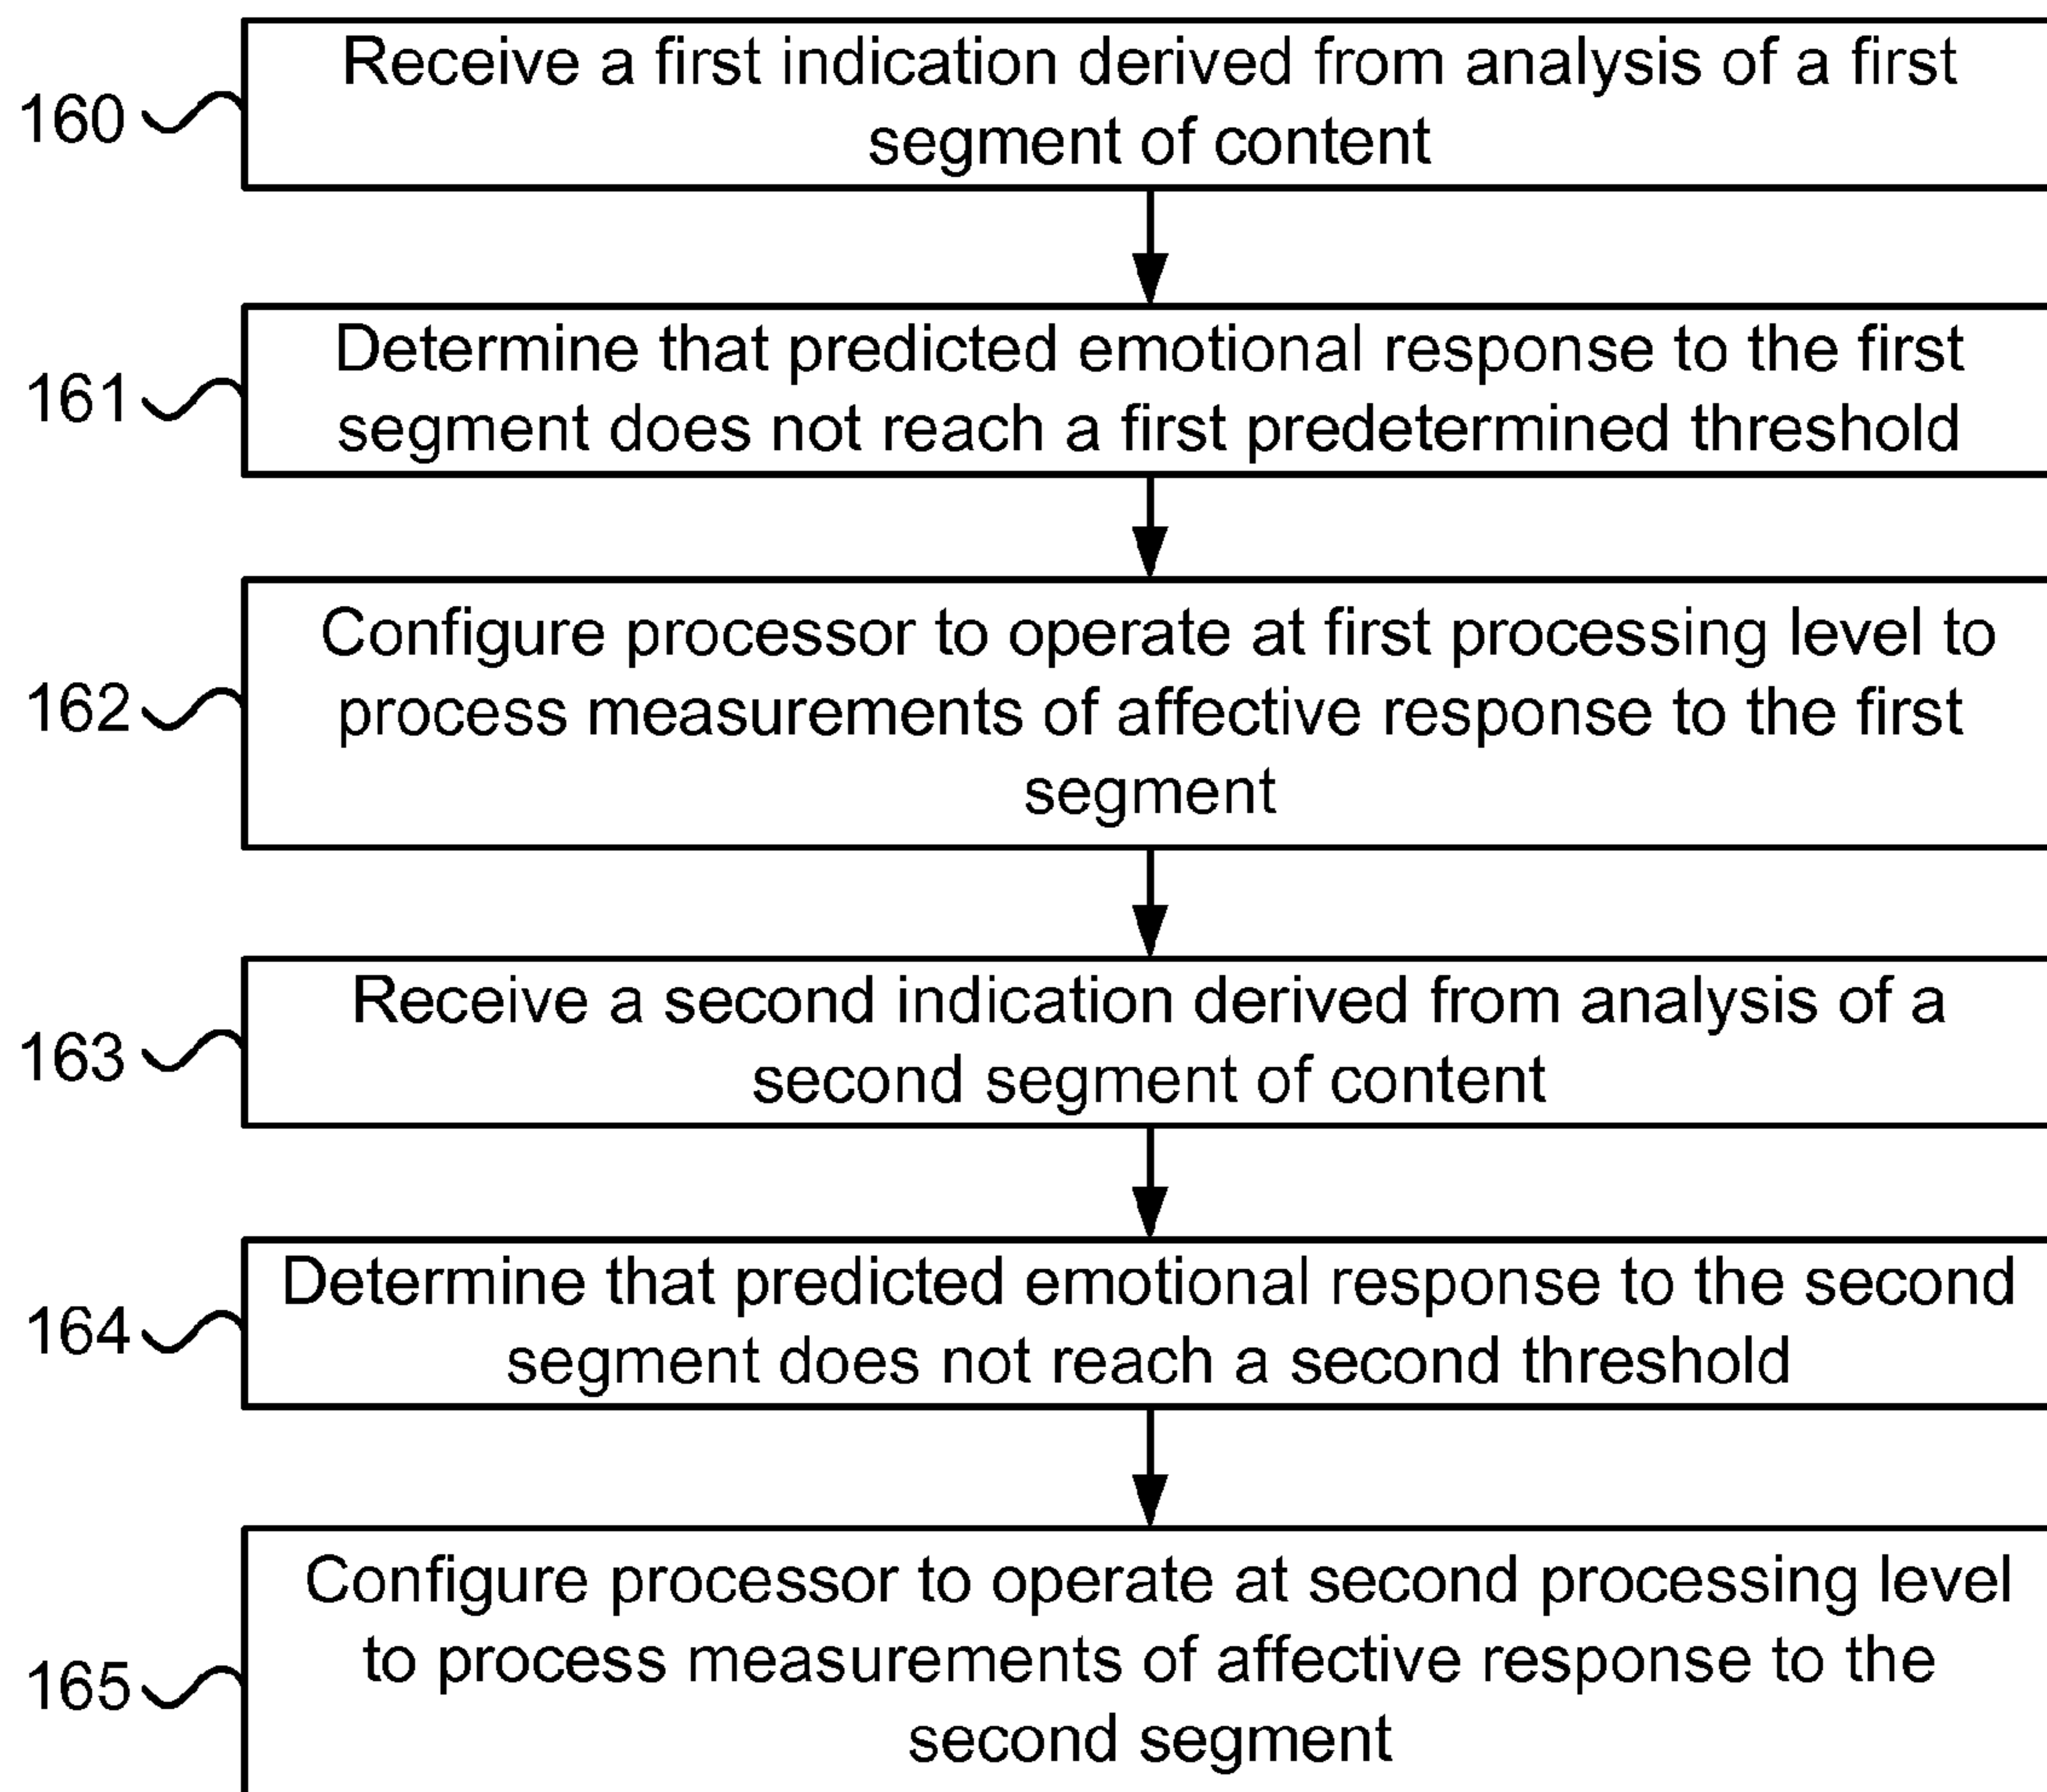 Receive a first indication derived from analysis of a first
160
segment of content
Determine that predicted emotional response to the first
161
segment does not reach a first predetermined threshold
Configure processor to operate at first processing level to
162
process measurements of affective response to the first
segment
Receive a second indication derived from analysis of a
163
second segment of content
Determine that predicted emotional response to the second
164
segment does not reach a second threshold
Configure processor to operate at second processing level
165
to process measurements of affective response to the
second segment